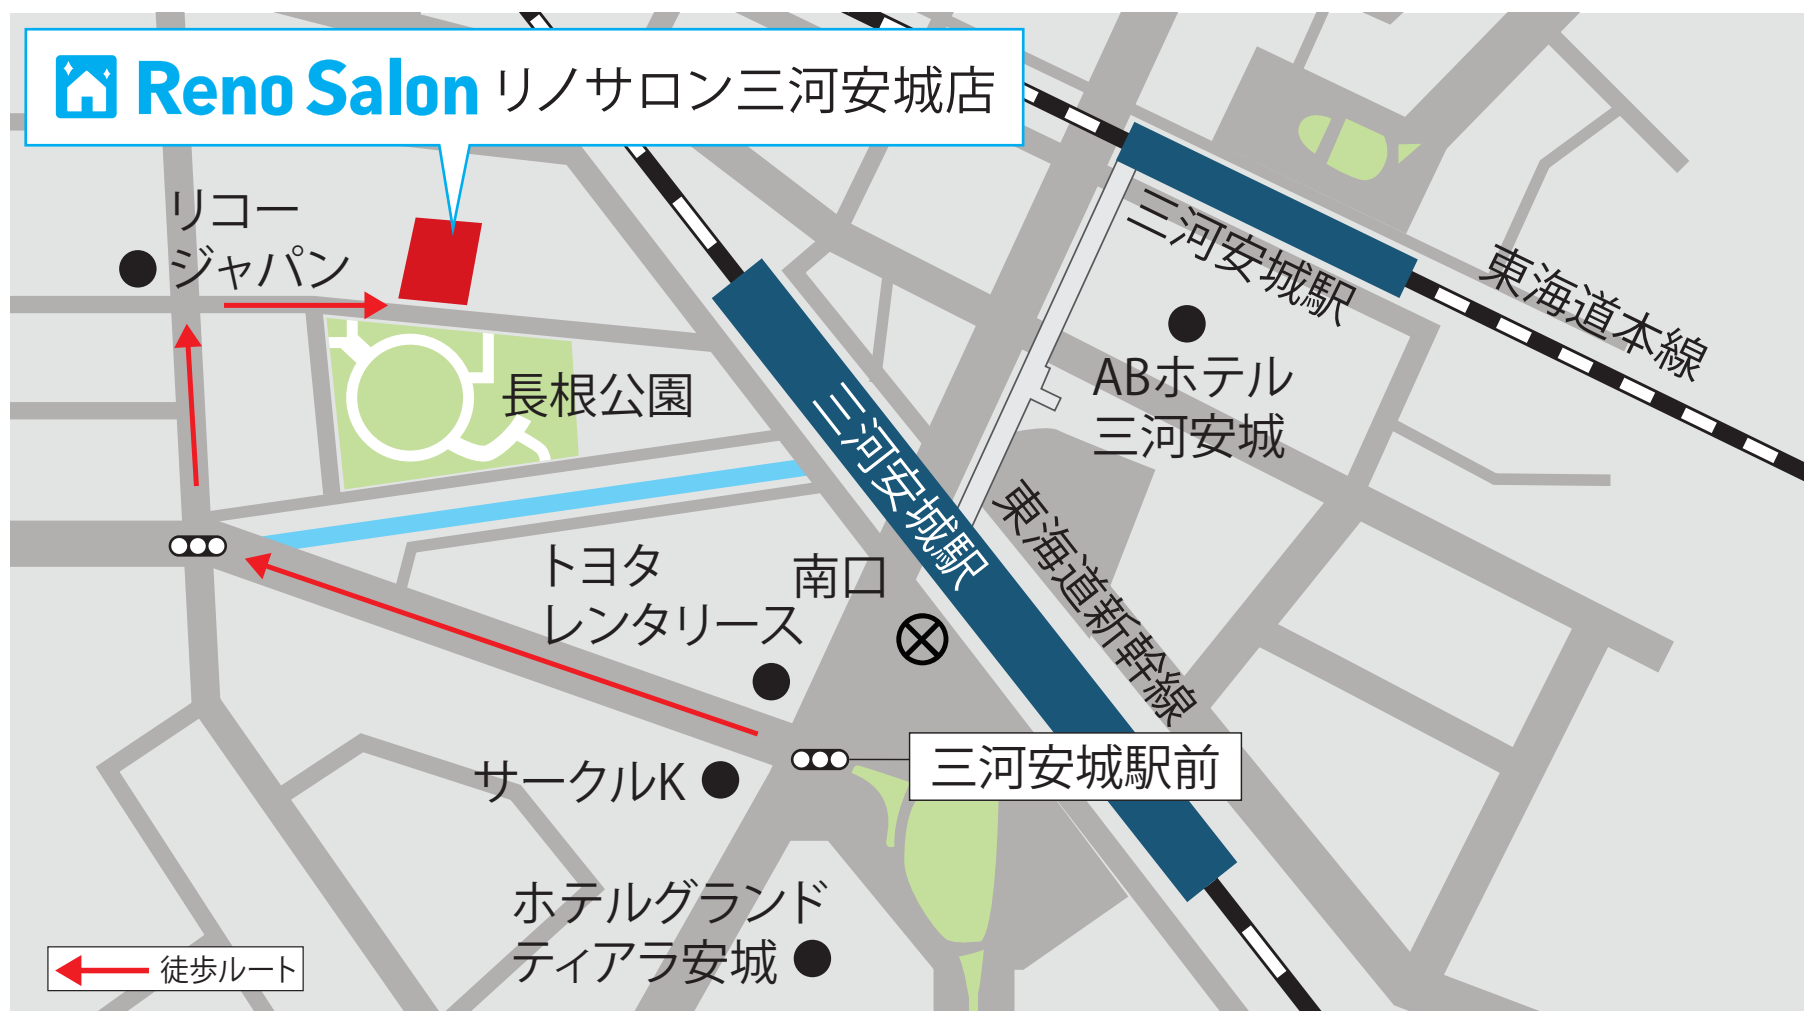 Reno Salon リノサロン三河安城店
リコー
ジャパン
三河安城駅
東海道本線
ABホテル
三河安城
長根公園
三河安城駅
東海道新幹線
トヨタ
レンタリース
南口
三河安城駅前
サークルK
ホテルグランド
ティアラ安城
徒歩ルート